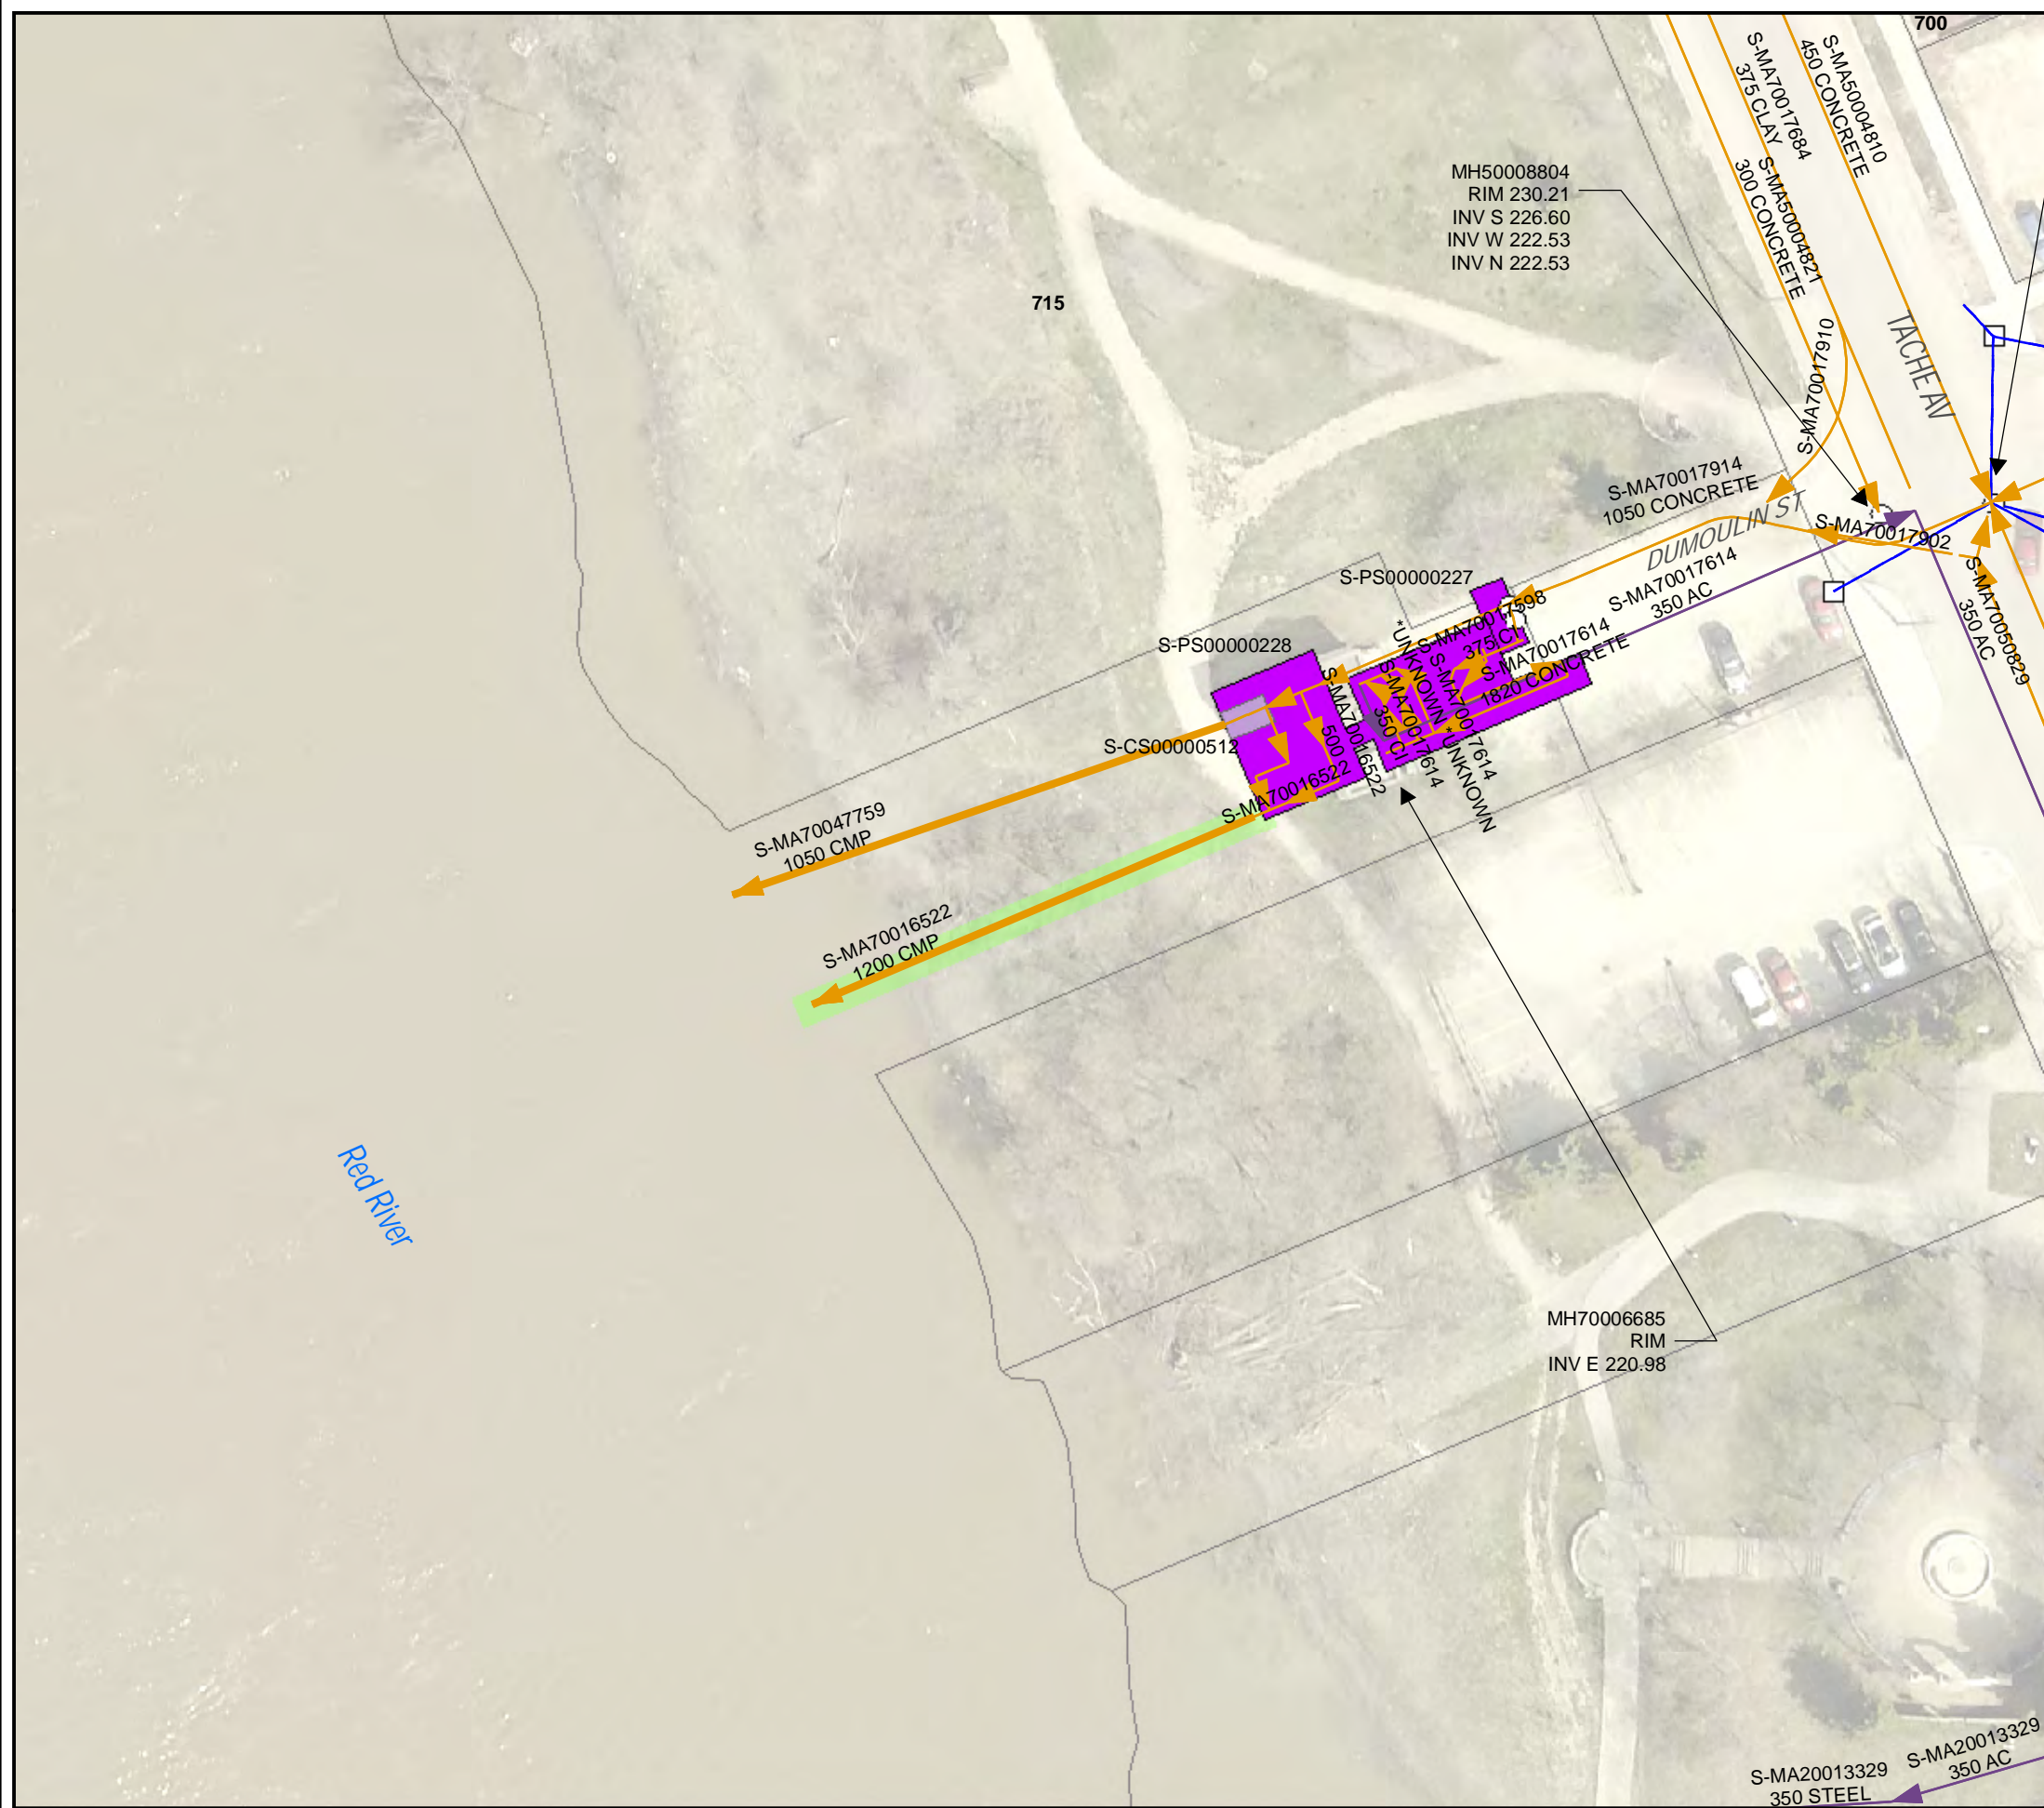 700
S-MA50004810
450 CONCRETE
S-MA70017684
375 CLAY
S-MA50004821
300 CONCRETE
MH50008804
RIM 230.21
INV S 226.60
INV W 222.53
INV N 222.53
715
TACHE AV
S-MA70017910
S-MA70017914
1050 CONCRETE
DUMOULIN ST
S-MA70017902
S-MA70017614
350 AC
S-MA70050829
350 AC
S-PS00000227
S-MA70017598
375 CI
S-MA70017614
1820 CONCRETE
*UNKNOWN
S-MA70017614
*UNKNOWN
S-MA70017614
350 CI
S-PS00000228
S-MA70016522
500
S-CS00000512
S-MA70016522
S-MA70047759
1050 CMP
S-MA70016522
1200 CMP
Red River
MH70006685
RIM
INV E 220.98
S-MA20013329
350 AC
S-MA20013329
350 STEEL